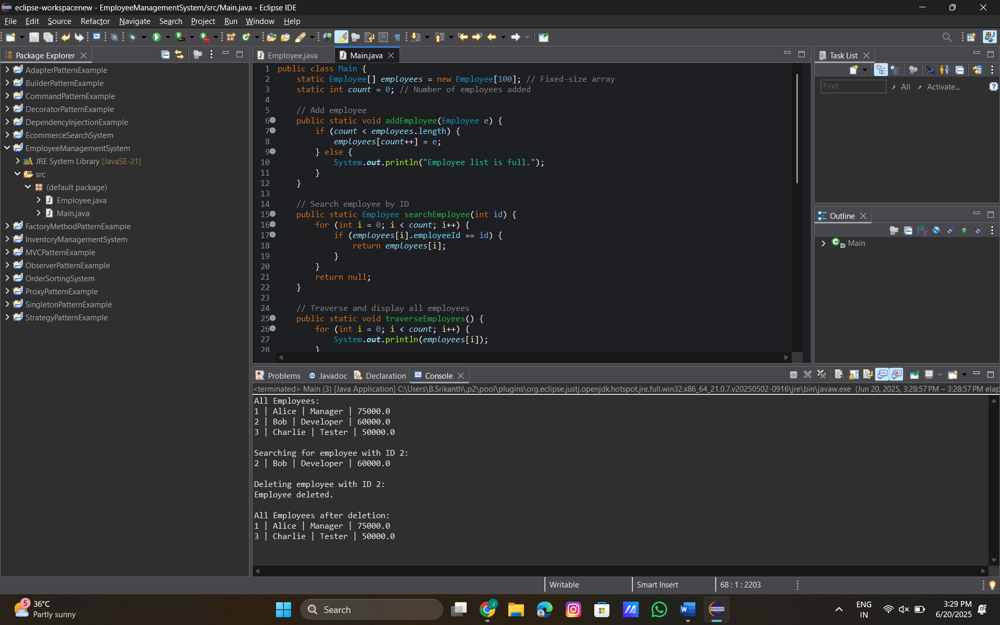 eclipse-workspacenew - EmployeeManagementSystem/src/Main.java - Eclipse IDE
File Edit Source Refactor Navigate Search Project Run Window Help
Package Explorer
AdapterPatternExample
BuilderPatternExample
CommandPatternExample
DecoratorPatternExample
DependencyInjectionExample
EcommerceSearchSystem
EmployeeManagementSystem
JRE System Library [JavaSE-21]
src
(default package)
Employee.java
Main.java
FactoryMethodPatternExample
InventoryManagementSystem
MVCPatternExample
ObserverPatternExample
OrderSortingSystem
ProxyPatternExample
SingletonPatternExample
StrategyPatternExample
Employee.java Main.java
1 public class Main {
2 static Employee[] employees = new Employee[100]; // Fixed-size array
3 static int count = 0; // Number of employees added
4
5 // Add employee
6 public static void addEmployee(Employee e) {
7 if (count < employees.length) {
8 employees[count++] = e;
9 } else {
10 System.out.println("Employee list is full.");
11 }
12 }
13
14 // Search employee by ID
15 public static Employee searchEmployee(int id) {
16 for (int i = 0; i < count; i++) {
17 if (employees[i].employeeId == id) {
18 return employees[i];
19 }
20 }
21 return null;
22 }
23
24 // Traverse and display all employees
25 public static void traverseEmployees() {
26 for (int i = 0; i < count; i++) {
27 System.out.println(employees[i]);
28 }
Task List
Find All Activate...
Outline
Main
Problems Javadoc Declaration Console
<terminated> Main (3) [Java Application] C:\Users\B.Srikanth\.p2\pool\plugins\org.eclipse.justj.openjdk.hotspot.jre.full.win32.x86_64_21.0.7.v20250502-0916\jre\bin\javaw.exe (Jun 20, 2025, 3:28:57 PM – 3:28:57 PM elap
All Employees:
1 | Alice | Manager | 75000.0
2 | Bob | Developer | 60000.0
3 | Charlie | Tester | 50000.0
Searching for employee with ID 2:
2 | Bob | Developer | 60000.0
Deleting employee with ID 2:
Employee deleted.
All Employees after deletion:
1 | Alice | Manager | 75000.0
3 | Charlie | Tester | 50000.0
Writable Smart Insert 68 : 1 : 2203
5
36°C
Partly sunny
Search
J
ENG
IN
3:29 PM
6/20/2025